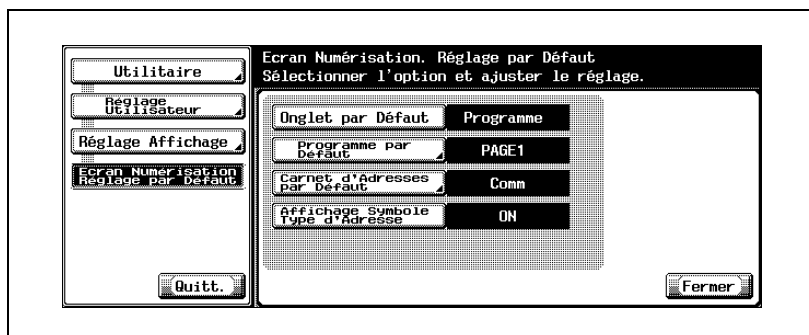 Utilitaire
Réglage
Utilisateur
Réglage Affichage
Ecran Numérisation
Réglage par Défaut
Quitt.
Ecran Numérisation. Réglage par Défaut
Sélectionner l'option et ajuster le réglage.
Onglet par Défaut Programme
Programme par
Défaut PAGE1
Carnet d'Adresses
par Défaut Comm
Affichage Symbole
Type d'Adresse ON
Fermer